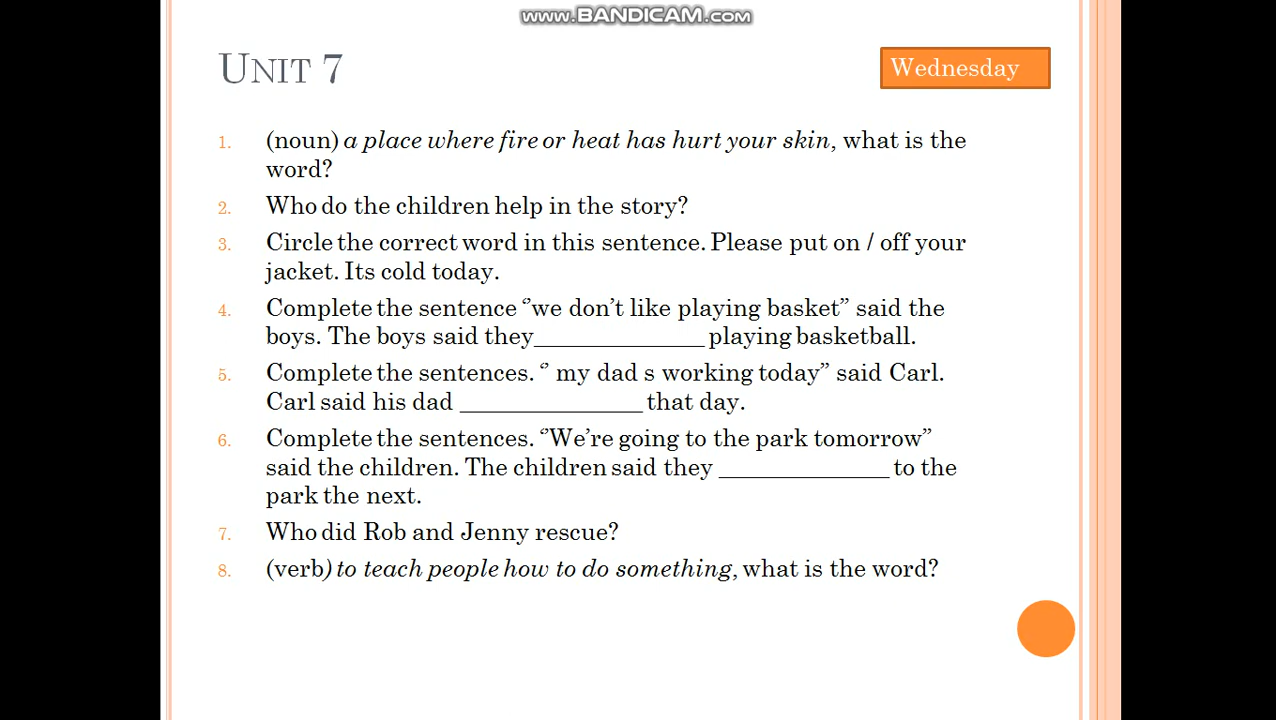 www.BANDICAM.com
UNIT 7
Wednesday
1. (noun) a place where fire or heat has hurt your skin, what is the
word?
2. Who do the children help in the story?
3. Circle the correct word in this sentence. Please put on / off your
jacket. Its cold today.
4. Complete the sentence “we don’t like playing basket” said the
boys. The boys said they_____________ playing basketball.
5. Complete the sentences. “ my dad s working today” said Carl.
Carl said his dad ______________ that day.
6. Complete the sentences. “We’re going to the park tomorrow”
said the children. The children said they _____________ to the
park the next.
7. Who did Rob and Jenny rescue?
8. (verb) to teach people how to do something, what is the word?